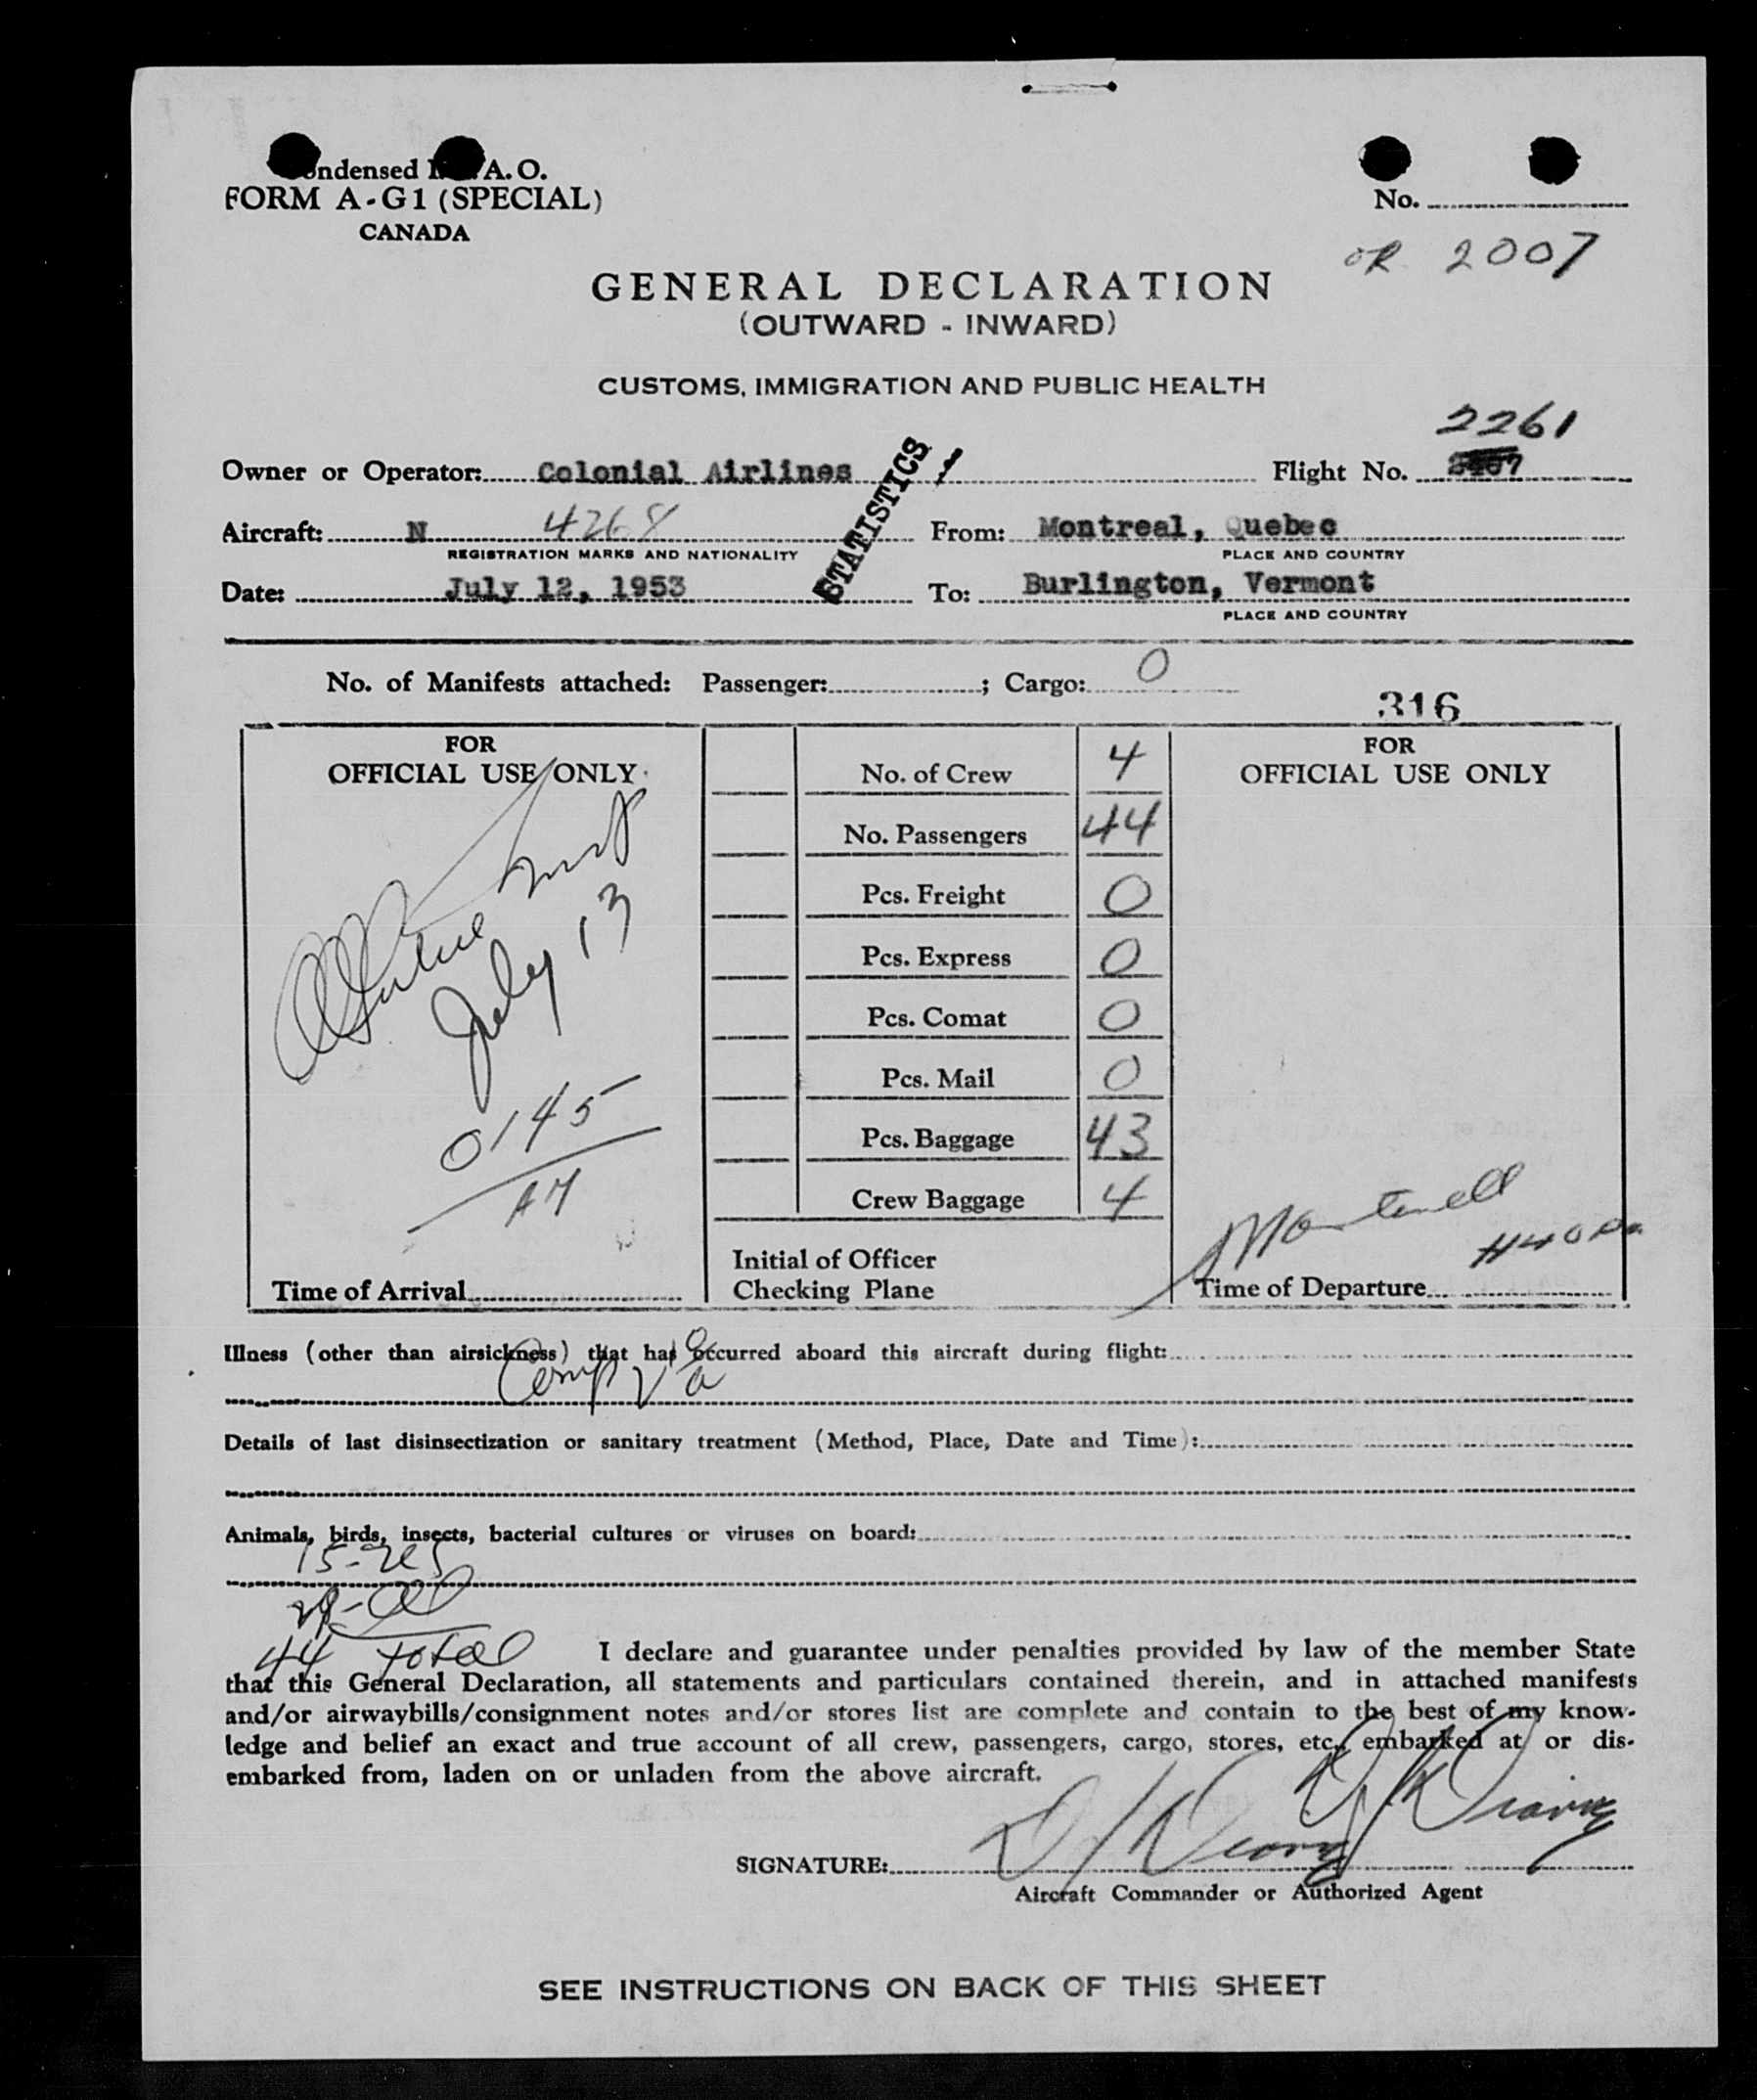 Condensed A.O.
FORM A-G1 (SPECIAL)
CANADA
No.
OR 2007
GENERAL DECLARATION
(OUTWARD - INWARD)
CUSTOMS, IMMIGRATION AND PUBLIC HEALTH
2261
Owner or Operator: Colonial Airlines Flight No.
STATISTICS
Aircraft: N 4268 From: Montreal, Quebec
REGISTRATION MARKS AND NATIONALITY PLACE AND COUNTRY
Date: July 12, 1953 To: Burlington, Vermont
PLACE AND COUNTRY
No. of Manifests attached: Passenger: ; Cargo: 0
316
FOR
OFFICIAL USE ONLY
July 13
0145
AM
Time of Arrival
No. of Crew 4
No. Passengers 44
Pcs. Freight 0
Pcs. Express 0
Pcs. Comat 0
Pcs. Mail 0
Pcs. Baggage 43
Crew Baggage 4
Initial of Officer
Checking Plane
FOR
OFFICIAL USE ONLY
Time of Departure
Illness (other than airsickness) that has occurred aboard this aircraft during flight:
Details of last disinsectization or sanitary treatment (Method, Place, Date and Time):
Animals, birds, insects, bacterial cultures or viruses on board:
44 total
I declare and guarantee under penalties provided by law of the member State
that this General Declaration, all statements and particulars contained therein, and in attached manifests
and/or airwaybills/consignment notes and/or stores list are complete and contain to the best of my know-
ledge and belief an exact and true account of all crew, passengers, cargo, stores, etc., embarked at or dis-
embarked from, laden on or unladen from the above aircraft.
SIGNATURE:
Aircraft Commander or Authorized Agent
SEE INSTRUCTIONS ON BACK OF THIS SHEET